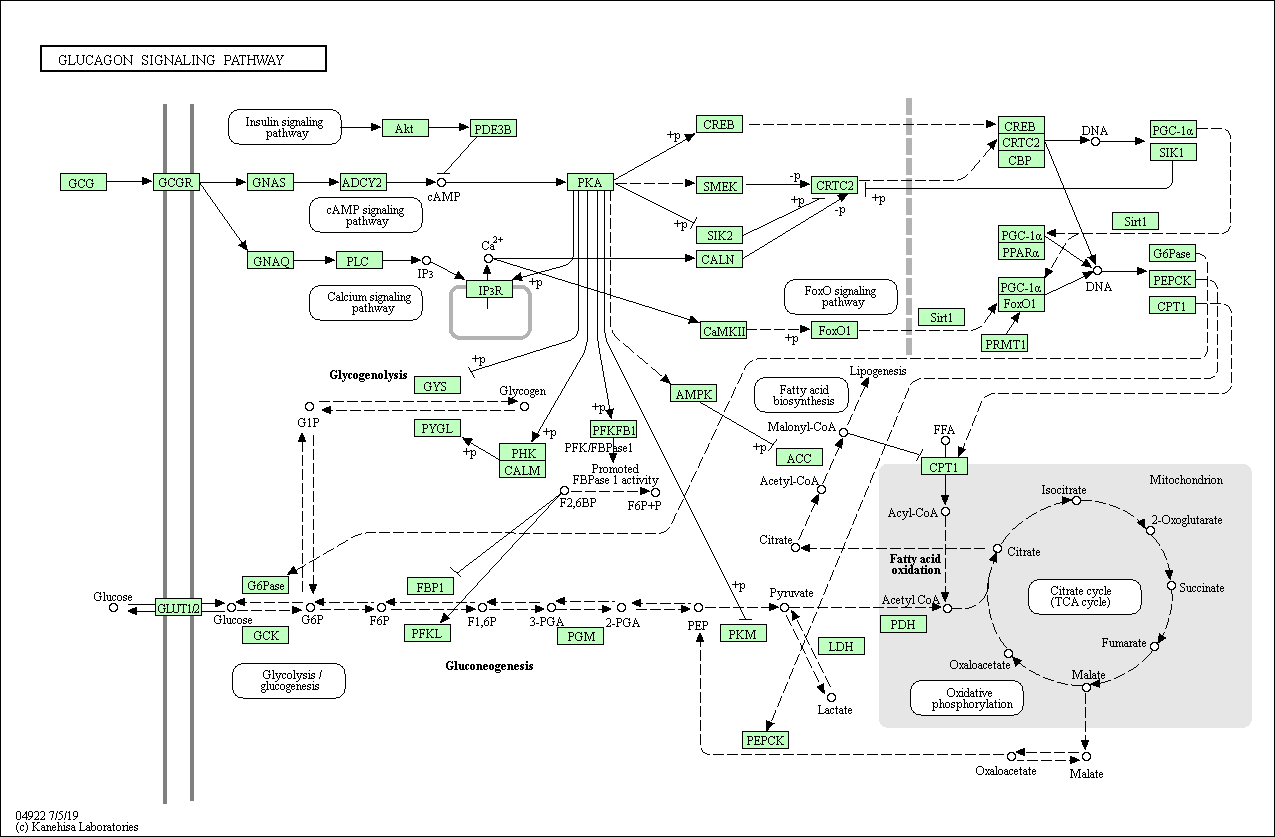 GLUCAGON SIGNALING PATHWAY
Insulin signaling
pathway
Akt
PDE3B
+p
CREB
CREB
CRTC2
CBP
DNA
PGC-1α
SIK1
GCG
GCGR
GNAS
ADCY2
cAMP
PKA
SMEK
-p
CRTC2
+p
-p
+p
cAMP signaling
pathway
+p
SIK2
Sirt1
PGC-1α
PPARα
Ca2+
GNAQ
PLC
IP3
CALN
G6Pase
IP3R
+p
DNA
PEPCK
Calcium signaling
pathway
FoxO signaling
pathway
PGC-1α
FoxO1
CPT1
CaMKII
+p
FoxO1
Sirt1
PRMT1
+p
Glycogenolysis
GYS
Glycogen
AMPK
Fatty acid
biosynthesis
Lipogenesis
G1P
+p
PYGL
+p
+p
PHK
CALM
PFKFB1
PFK/FBPase1
Malonyl-CoA
FFA
+p
ACC
CPT1
Promoted
FBPase 1 activity
F2,6BP
F6P+P
Acetyl-CoA
Mitochondrion
Isocitrate
Acyl-CoA
2-Oxoglutarate
Citrate
Citrate
Fatty acid
oxidation
G6Pase
FBP1
+p
Glucose
GLUT1/2
Glucose
G6P
F6P
F1,6P
3-PGA
2-PGA
PEP
Pyruvate
Acetyl CoA
Citrate cycle
(TCA cycle)
Succinate
GCK
PFKL
PGM
PKM
PDH
LDH
Fumarate
Glycolysis /
glucogenesis
Gluconeogenesis
Oxaloacetate
Malate
Lactate
Oxidative
phosphorylation
PEPCK
Oxaloacetate
Malate
04922 7/5/19
(c) Kanehisa Laboratories